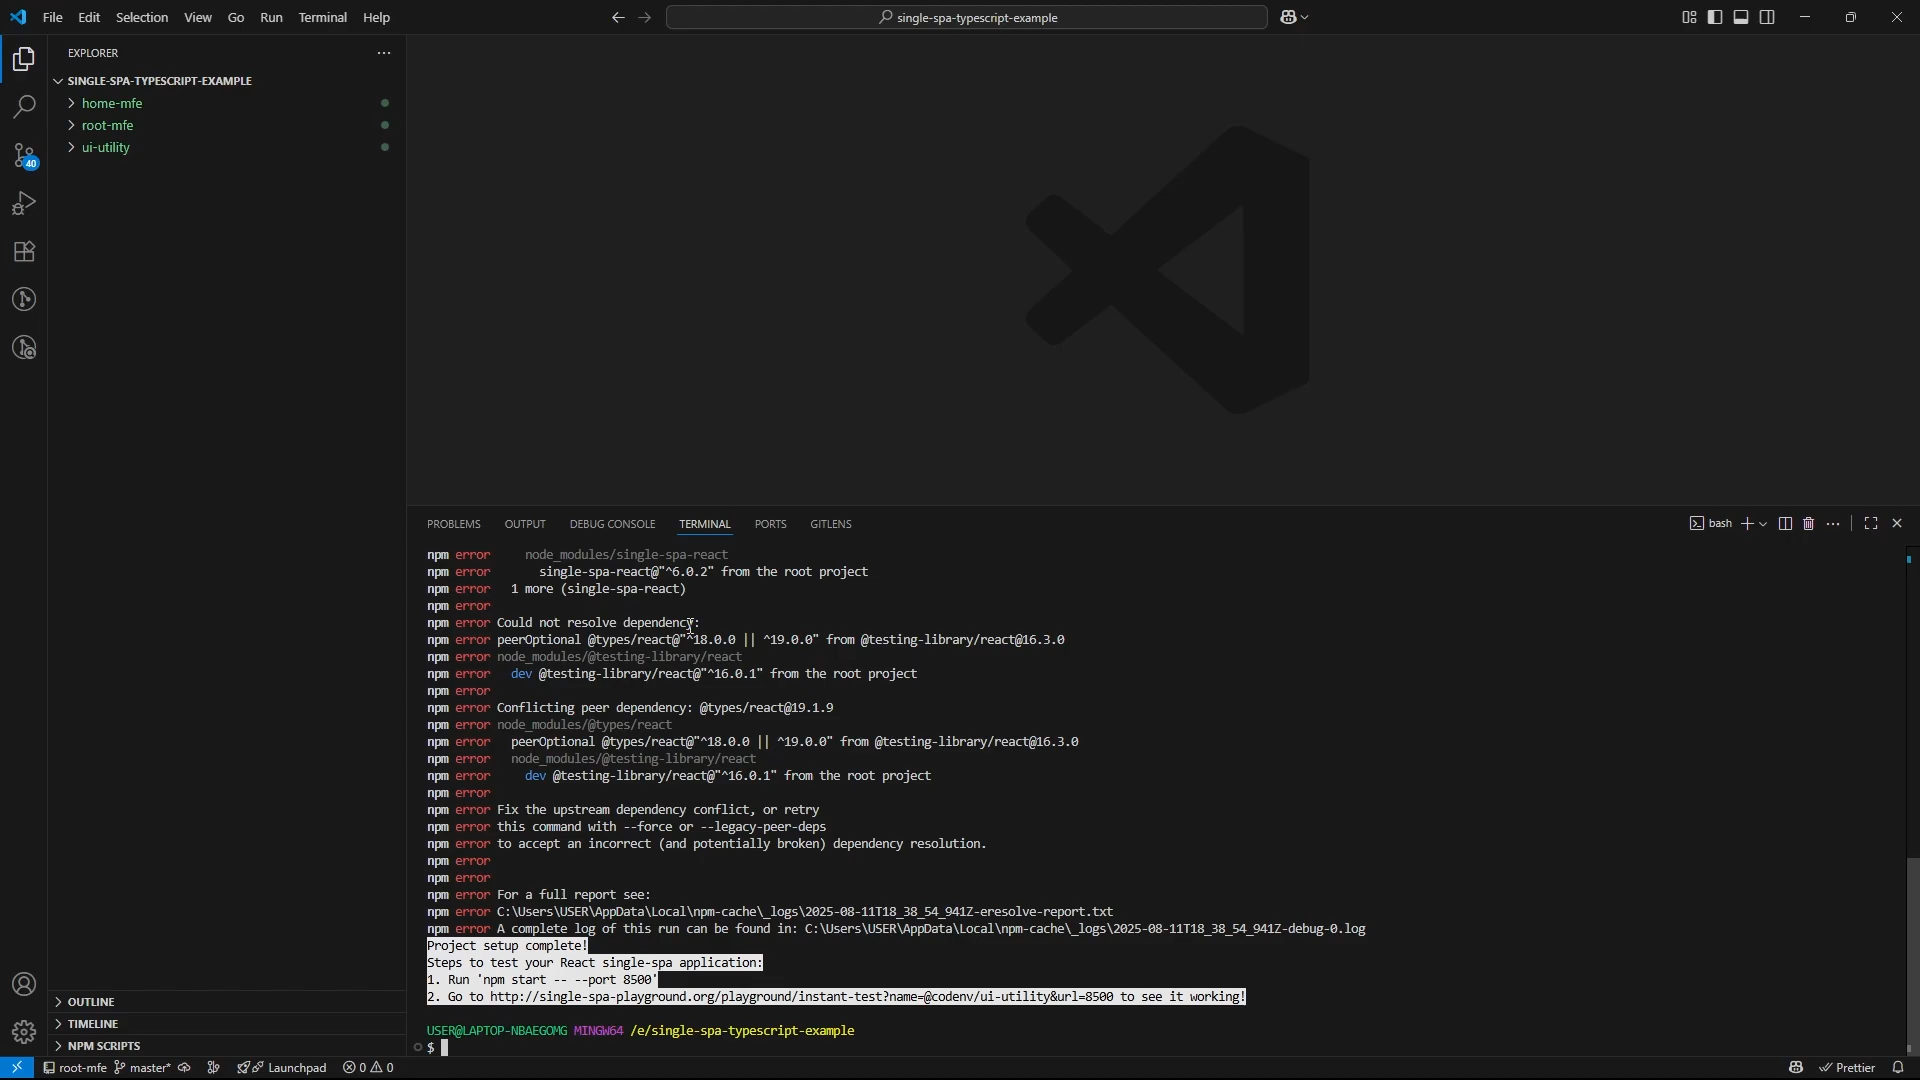 File Edit Selection View Go Run Terminal Help
single-spa-typescript-example
EXPLORER
SINGLE-SPA-TYPESCRIPT-EXAMPLE
home-mfe
root-mfe
ui-utility
40
OUTLINE
TIMELINE
NPM SCRIPTS
PROBLEMS OUTPUT DEBUG CONSOLE TERMINAL PORTS GITLENS
bash
npm error     node_modules/single-spa-react
npm error       single-spa-react@"^6.0.2" from the root project
npm error   1 more (single-spa-react)
npm error
npm error Could not resolve dependency:
npm error peerOptional @types/react@"^18.0.0 || ^19.0.0" from @testing-library/react@16.3.0
npm error node_modules/@testing-library/react
npm error   dev @testing-library/react@"^16.0.1" from the root project
npm error
npm error Conflicting peer dependency: @types/react@19.1.9
npm error node_modules/@types/react
npm error   peerOptional @types/react@"^18.0.0 || ^19.0.0" from @testing-library/react@16.3.0
npm error   node_modules/@testing-library/react
npm error     dev @testing-library/react@"^16.0.1" from the root project
npm error
npm error Fix the upstream dependency conflict, or retry
npm error this command with --force or --legacy-peer-deps
npm error to accept an incorrect (and potentially broken) dependency resolution.
npm error
npm error
npm error For a full report see:
npm error C:\Users\USER\AppData\Local\npm-cache\_logs\2025-08-11T18_38_54_941Z-eresolve-report.txt
npm error A complete log of this run can be found in: C:\Users\USER\AppData\Local\npm-cache\_logs\2025-08-11T18_38_54_941Z-debug-0.log
Project setup complete!
Steps to test your React single-spa application:
1. Run 'npm start -- --port 8500'
2. Go to http://single-spa-playground.org/playground/instant-test?name=@codenv/ui-utility&url=8500 to see it working!
USER@LAPTOP-NBAEGOMG MINGW64 /e/single-spa-typescript-example
$
root-mfe master* Launchpad 0 0 Prettier